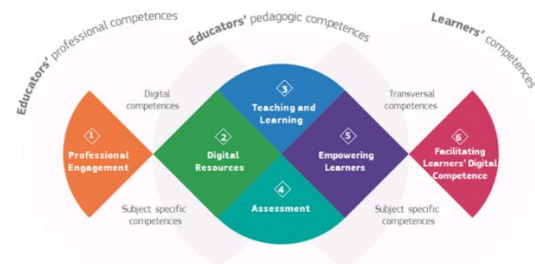 Educators' professional competences
Educators' pedagogic competences
Learners' competences
Digital
competences
Transversal
competences
1
Professional
Engagement
2
Digital
Resources
3
Teaching and
Learning
4
Assessment
5
Empowering
Learners
6
Facilitating
Learners' Digital
Competence
Subject specific
competences
Subject specific
competences